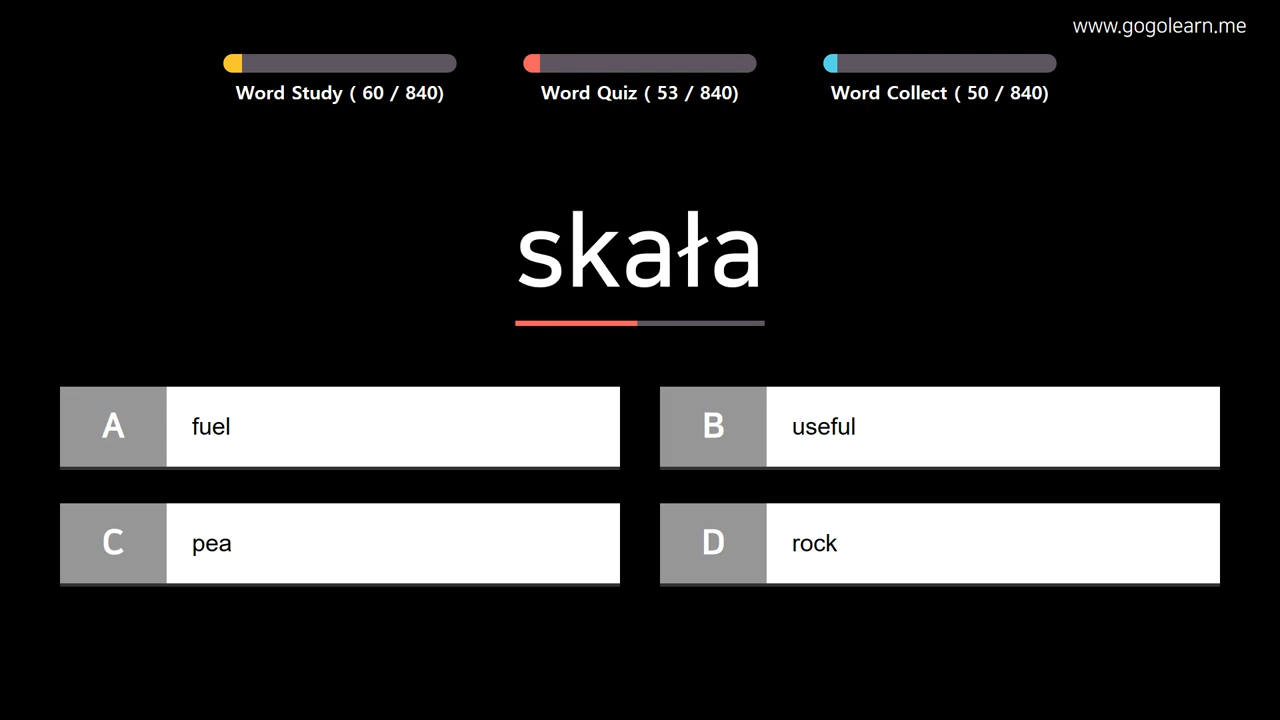 www.gogolearn.me
Word Study ( 60 / 840)
Word Quiz ( 53 / 840)
Word Collect ( 50 / 840)
skała
A fuel
B useful
C pea
D rock